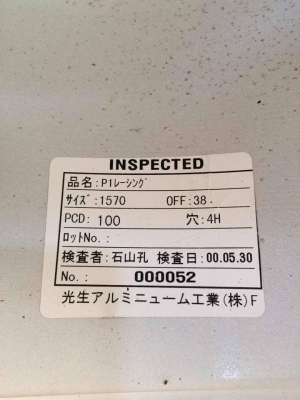 INSPECTED
品名:P1レーシング
サイズ:1570 OFF:38.
PCD: 100 穴:4H
ロットNo.:
検査者:石山孔 検査日:00.05.30
No.: 000052
光生アルミニューム工業(株)F